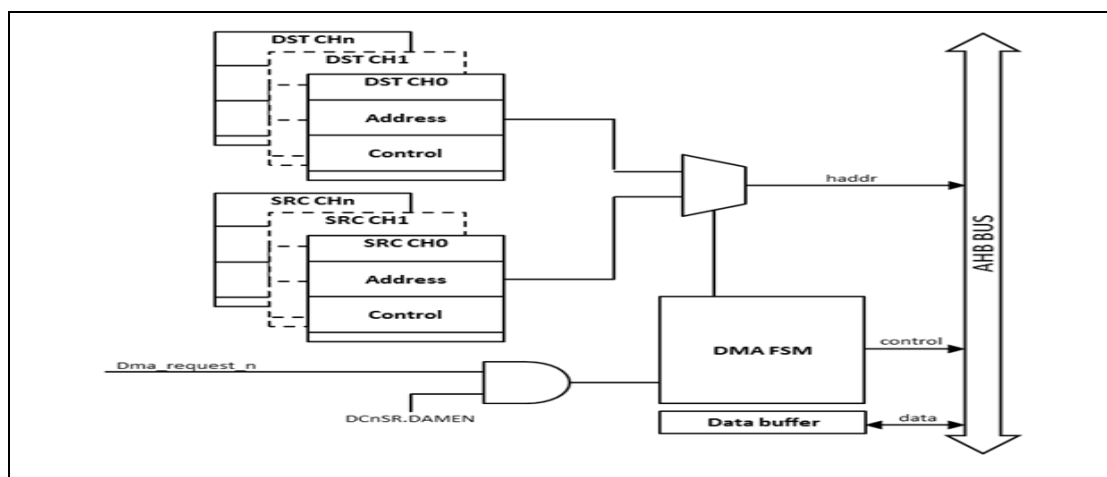 DST CHn
DST CH1
DST CH0
Address
Control
haddr
SRC CHn
SRC CH1
SRC CH0
Address
Control
AHB BUS
DMA FSM
control
Dma_request_n
DCnSR.DAMEN
Data buffer
data